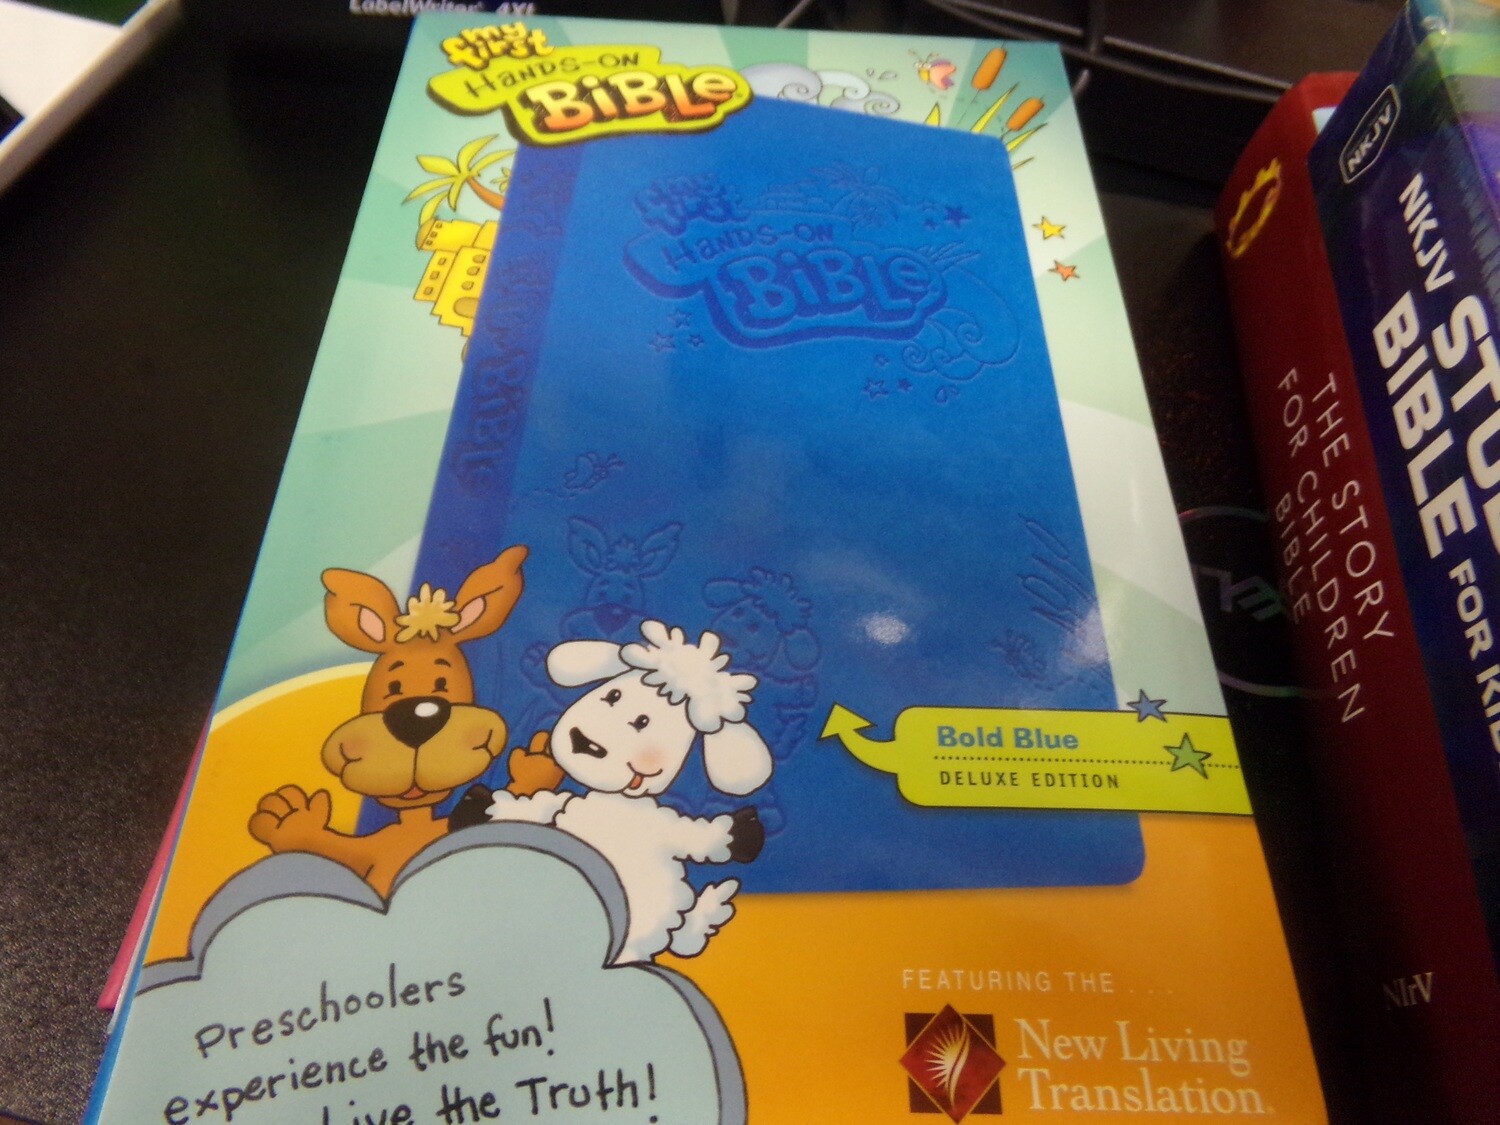 LabelWriter® 4XL
my
first
HANDS-ON
BiBLe
my
first
HANDS-ON
BiBLe
Bold Blue
DELUXE EDITION
Preschoolers
experience the fun!
Live the Truth!
FEATURING THE . . .
New Living
Translation®
THE STORY
FOR CHILDREN
BIBLE
NIrV
NKJV
NKJV STU
BIBLE FOR KI